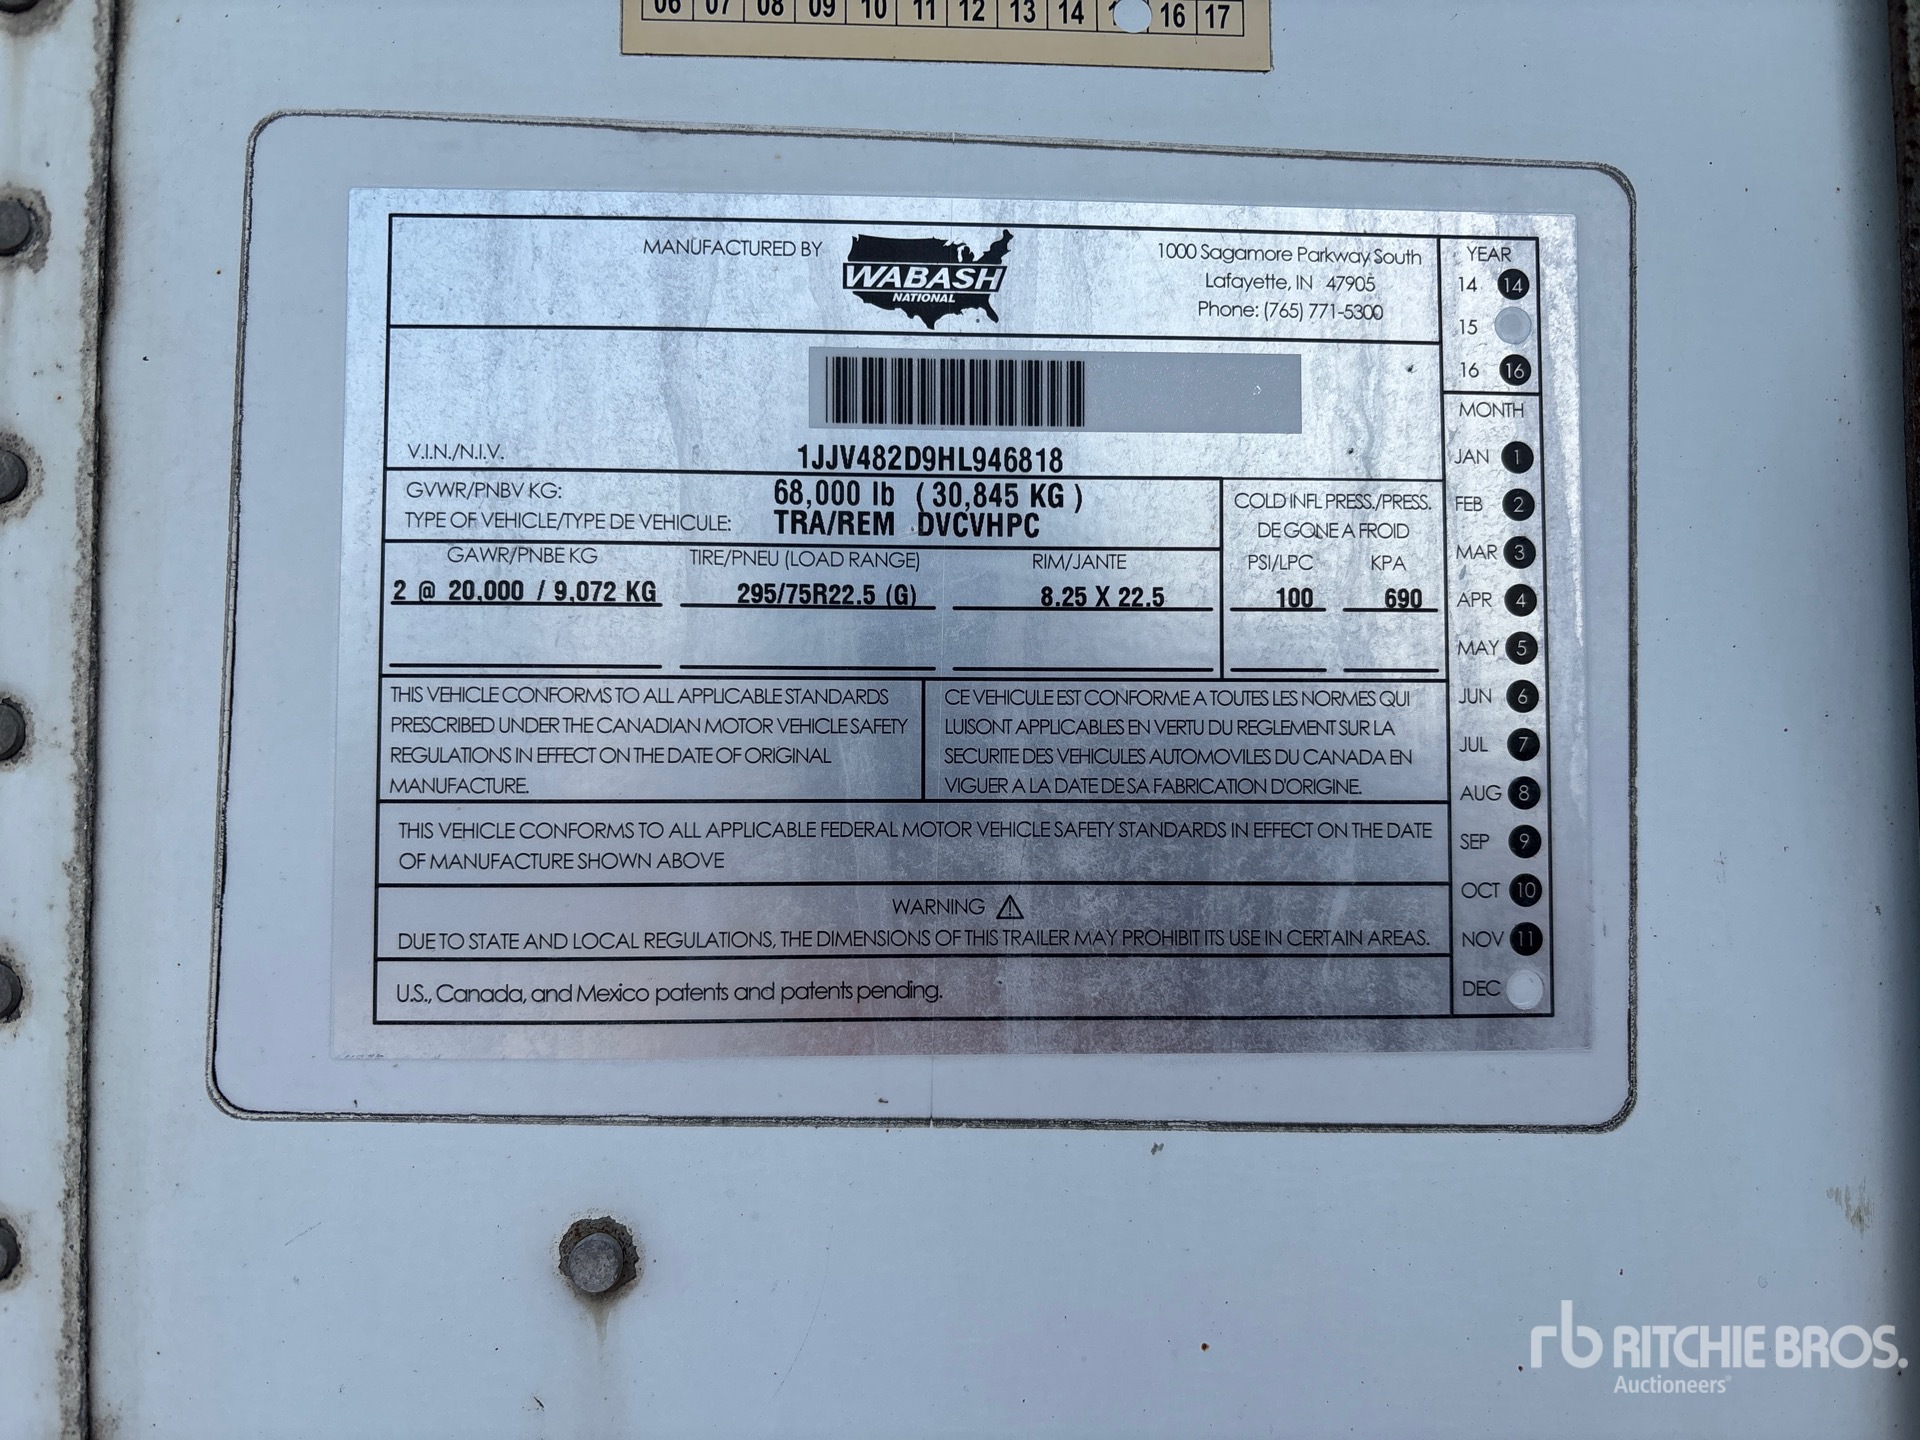 06 07 08 09 10 11 12 13 14 16 17
MANUFACTURED BY
WABASH
NATIONAL
1000 Sagamore Parkway South
Lafayette, IN 47905
Phone: (765) 771-5300
YEAR
14 14
15
16 16
V.I.N./N.I.V. 1JJV482D9HL946818
GVWR/PNBV KG: 68,000 lb ( 30,845 KG )
TYPE OF VEHICLE/TYPE DE VEHICULE: TRA/REM DVCVHPC
COLD INFL PRESS./PRESS.
DE GONE A FROID
GAWR/PNBE KG TIRE/PNEU (LOAD RANGE) RIM/JANTE PSI/LPC KPA
2 @ 20,000 / 9,072 KG 295/75R22.5 (G) 8.25 X 22.5 100 690
THIS VEHICLE CONFORMS TO ALL APPLICABLE STANDARDS
PRESCRIBED UNDER THE CANADIAN MOTOR VEHICLE SAFETY
REGULATIONS IN EFFECT ON THE DATE OF ORIGINAL
MANUFACTURE.
CE VEHICULE EST CONFORME A TOUTES LES NORMES QUI
LUISONT APPLICABLES EN VERTU DU REGLEMENT SUR LA
SECURITE DES VEHICULES AUTOMOVILES DU CANADA EN
VIGUER A LA DATE DE SA FABRICATION D'ORIGINE.
THIS VEHICLE CONFORMS TO ALL APPLICABLE FEDERAL MOTOR VEHICLE SAFETY STANDARDS IN EFFECT ON THE DATE
OF MANUFACTURE SHOWN ABOVE
WARNING
DUE TO STATE AND LOCAL REGULATIONS, THE DIMENSIONS OF THIS TRAILER MAY PROHIBIT ITS USE IN CERTAIN AREAS.
U.S., Canada, and Mexico patents and patents pending.
MONTH
JAN 1
FEB 2
MAR 3
APR 4
MAY 5
JUN 6
JUL 7
AUG 8
SEP 9
OCT 10
NOV 11
DEC
rb RITCHIE BROS.
Auctioneers